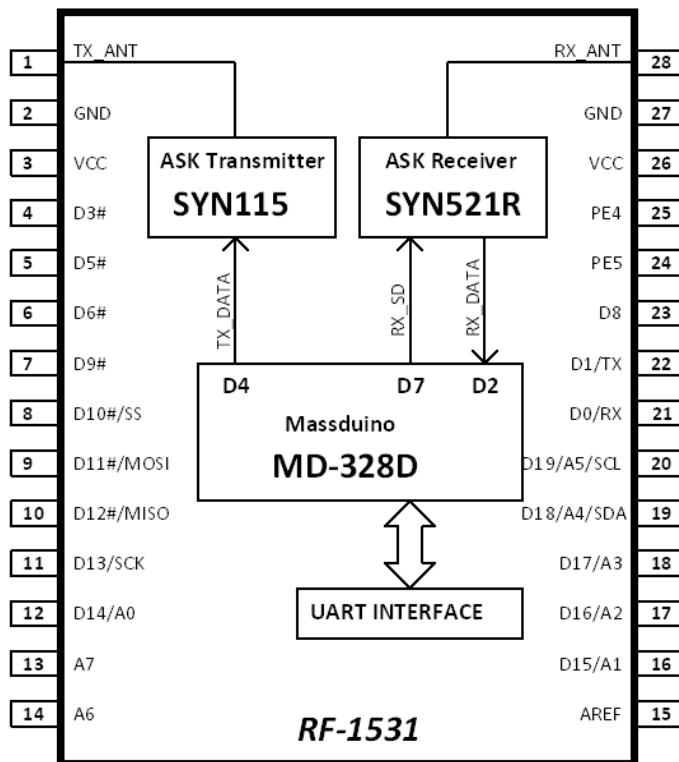 1 TX_ANT
RX_ANT 28
2 GND
GND 27
3 VCC
VCC 26
4 D3#
PE4 25
5 D5#
PE5 24
6 D6#
D8 23
7 D9#
D1/TX 22
8 D10#/SS
D0/RX 21
9 D11#/MOSI
D19/A5/SCL 20
10 D12#/MISO
D18/A4/SDA 19
11 D13/SCK
D17/A3 18
12 D14/A0
D16/A2 17
13 A7
D15/A1 16
14 A6
AREF 15
ASK Transmitter
SYN115
ASK Receiver
SYN521R
TX_DATA
RX_SD
RX_DATA
D4
D7
D2
Massduino
MD-328D
UART INTERFACE
RF-1531